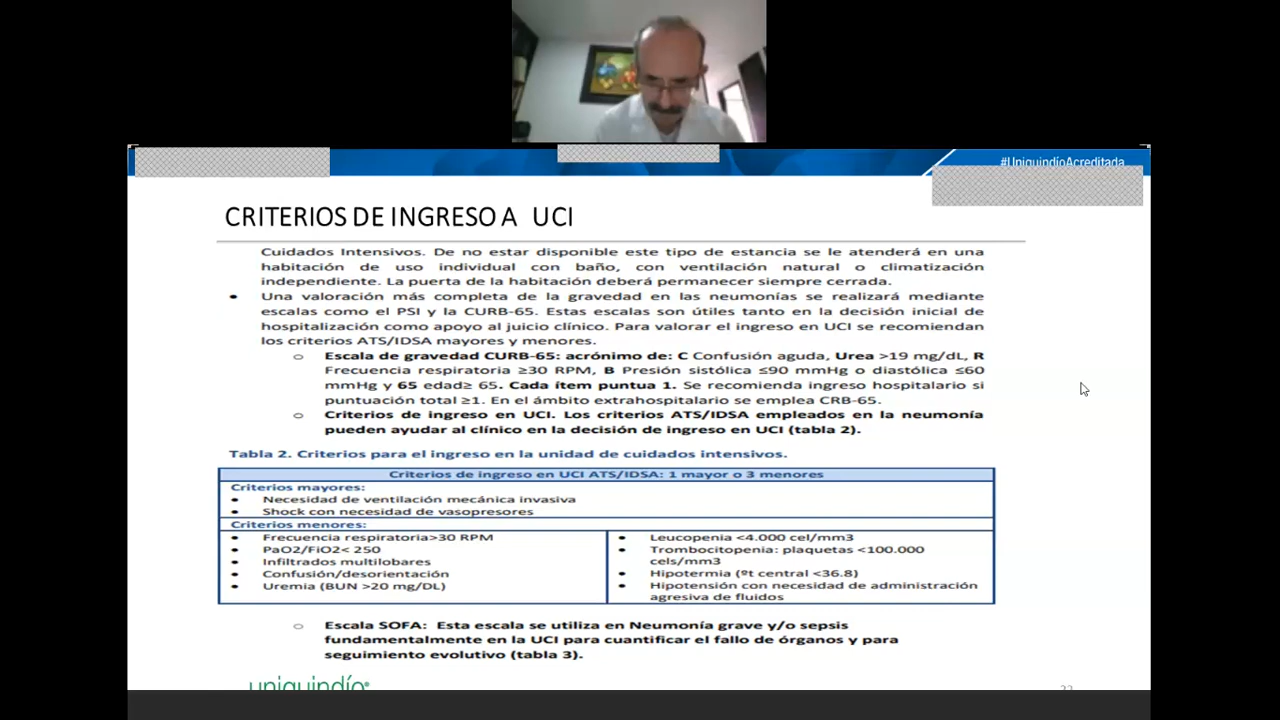 #UniquindíoAcreditada
CRITERIOS DE INGRESO A UCI
Cuidados Intensivos. De no estar disponible este tipo de estancia se le atenderá en una
habitación de uso individual con baño, con ventilación natural o climatización
independiente. La puerta de la habitación deberá permanecer siempre cerrada.
• Una valoración más completa de la gravedad en las neumonías se realizará mediante
escalas como el PSI y la CURB-65. Estas escalas son útiles tanto en la decisión inicial de
hospitalización como apoyo al juicio clínico. Para valorar el ingreso en UCI se recomiendan
los criterios ATS/IDSA mayores y menores.
○ Escala de gravedad CURB-65: acrónimo de: C Confusión aguda, Urea >19 mg/dL, R
Frecuencia respiratoria ≥30 RPM, B Presión sistólica ≤90 mmHg o diastólica ≤60
mmHg y 65 edad≥ 65. Cada ítem puntua 1. Se recomienda ingreso hospitalario si
puntuación total ≥1. En el ámbito extrahospitalario se emplea CRB-65.
○ Criterios de ingreso en UCI. Los criterios ATS/IDSA empleados en la neumonía
pueden ayudar al clínico en la decisión de ingreso en UCI (tabla 2).
Tabla 2. Criterios para el ingreso en la unidad de cuidados intensivos.
Criterios de ingreso en UCI ATS/IDSA: 1 mayor o 3 menores
Criterios mayores:
• Necesidad de ventilación mecánica invasiva
• Shock con necesidad de vasopresores
Criterios menores:
• Frecuencia respiratoria>30 RPM
• PaO2/FiO2< 250
• Infiltrados multilobares
• Confusión/desorientación
• Uremia (BUN >20 mg/DL)
• Leucopenia <4.000 cel/mm3
• Trombocitopenia: plaquetas <100.000
cels/mm3
• Hipotermia (ºt central <36.8)
• Hipotensión con necesidad de administración
agresiva de fluidos
○ Escala SOFA: Esta escala se utiliza en Neumonía grave y/o sepsis
fundamentalmente en la UCI para cuantificar el fallo de órganos y para
seguimiento evolutivo (tabla 3).
uniquindío®